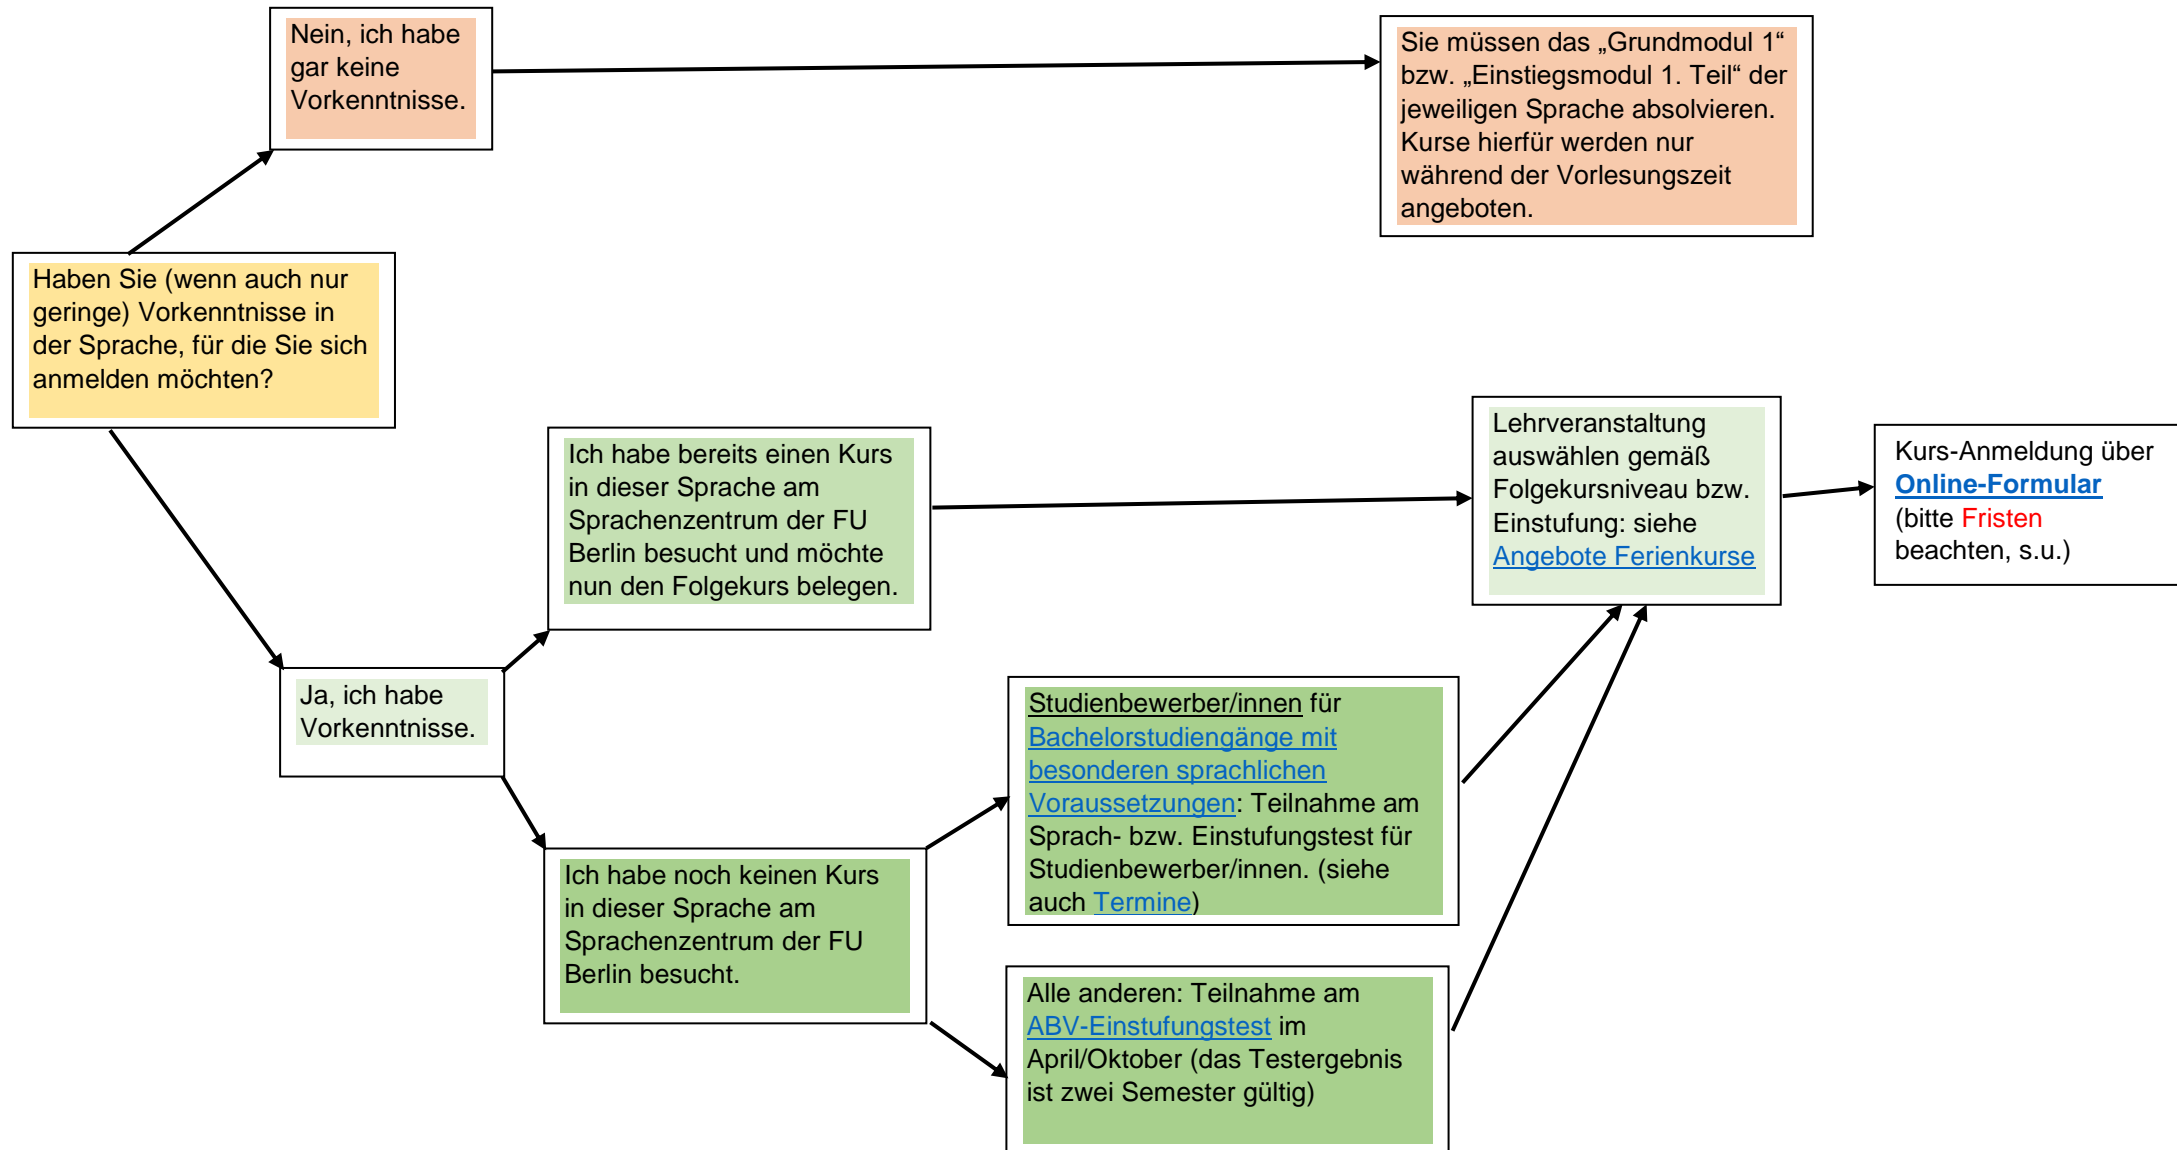 Nein, ich habe
gar keine
Vorkenntnisse.
Sie müssen das „Grundmodul 1“
bzw. „Einstiegsmodul 1. Teil“ der
jeweiligen Sprache absolvieren.
Kurse hierfür werden nur
während der Vorlesungszeit
angeboten.
Haben Sie (wenn auch nur
geringe) Vorkenntnisse in
der Sprache, für die Sie sich
anmelden möchten?
Ich habe bereits einen Kurs
in dieser Sprache am
Sprachenzentrum der FU
Berlin besucht und möchte
nun den Folgekurs belegen.
Lehrveranstaltung
auswählen gemäß
Folgekursniveau bzw.
Einstufung: siehe
Angebote Ferienkurse
Kurs-Anmeldung über
Online-Formular
(bitte Fristen
beachten, s.u.)
Ja, ich habe
Vorkenntnisse.
Studienbewerber/innen für
Bachelorstudiengänge mit
besonderen sprachlichen
Voraussetzungen: Teilnahme am
Sprach- bzw. Einstufungstest für
Studienbewerber/innen. (siehe
auch Termine)
Ich habe noch keinen Kurs
in dieser Sprache am
Sprachenzentrum der FU
Berlin besucht.
Alle anderen: Teilnahme am
ABV-Einstufungstest im
April/Oktober (das Testergebnis
ist zwei Semester gültig)